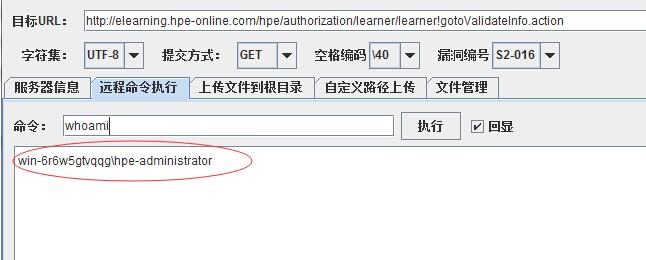 目标URL： http://elearning.hpe-online.com/hpe/authorization/learner/learner!gotoValidateInfo.action
字符集： UTF-8 提交方式： GET 空格编码 \40 漏洞编号 S2-016
服务器信息 远程命令执行 上传文件到根目录 自定义路径上传 文件管理
命令： whoami 执行 回显
win-6r6w5gtvqqg\hpe-administrator